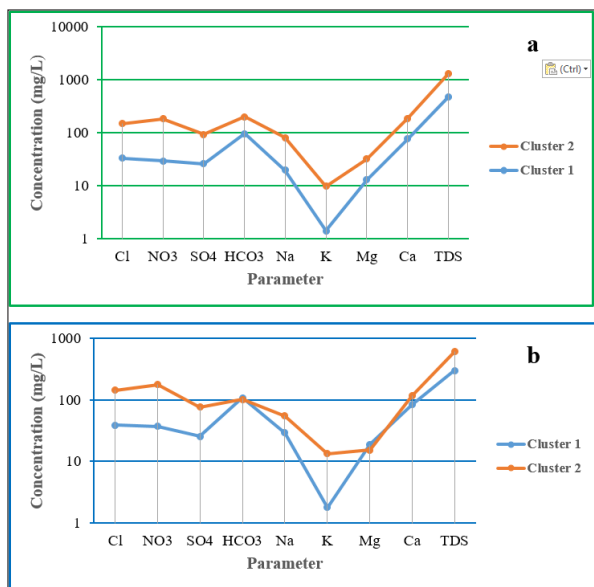 a
(Ctrl)
10000
1000
100
10
1
Concentration (mg/L)
Cl NO3 SO4 HCO3 Na K Mg Ca TDS
Parameter
Cluster 2
Cluster 1
b
1000
100
10
1
Concentration (mg/L)
Cl NO3 SO4 HCO3 Na K Mg Ca TDS
Parameter
Cluster 1
Cluster 2